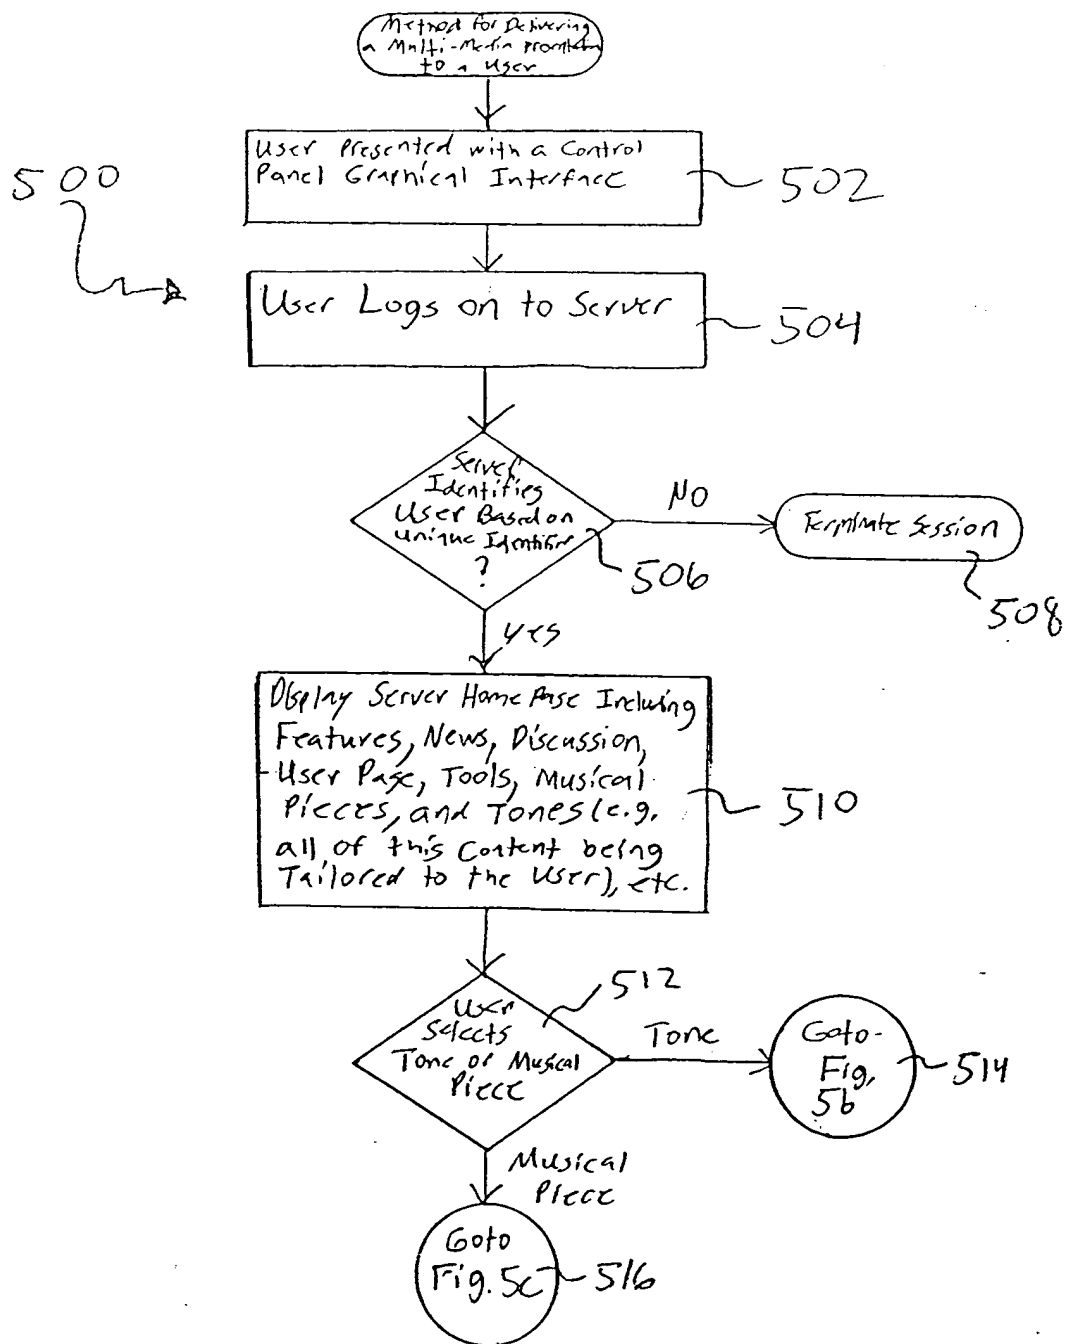 Method for Delivering
a Multi-Media promotion
to a User
User Presented with a Control
Panel Graphical Interface
502
500
User Logs on to Server
504
Server
Identifies
User Based on
Unique Identifier
?
506
NO
Terminate Session
508
yes
Display Server Home Page Including
Features, News, Discussion,
User Page, Tools, Musical
Pieces, and Tones (e.g.
all of this Content being
Tailored to the User), etc.
510
User
Selects
Tone or Musical
Piece
512
Tone
Goto
Fig.
5b
514
Musical
Piece
Goto
Fig. 5c
516